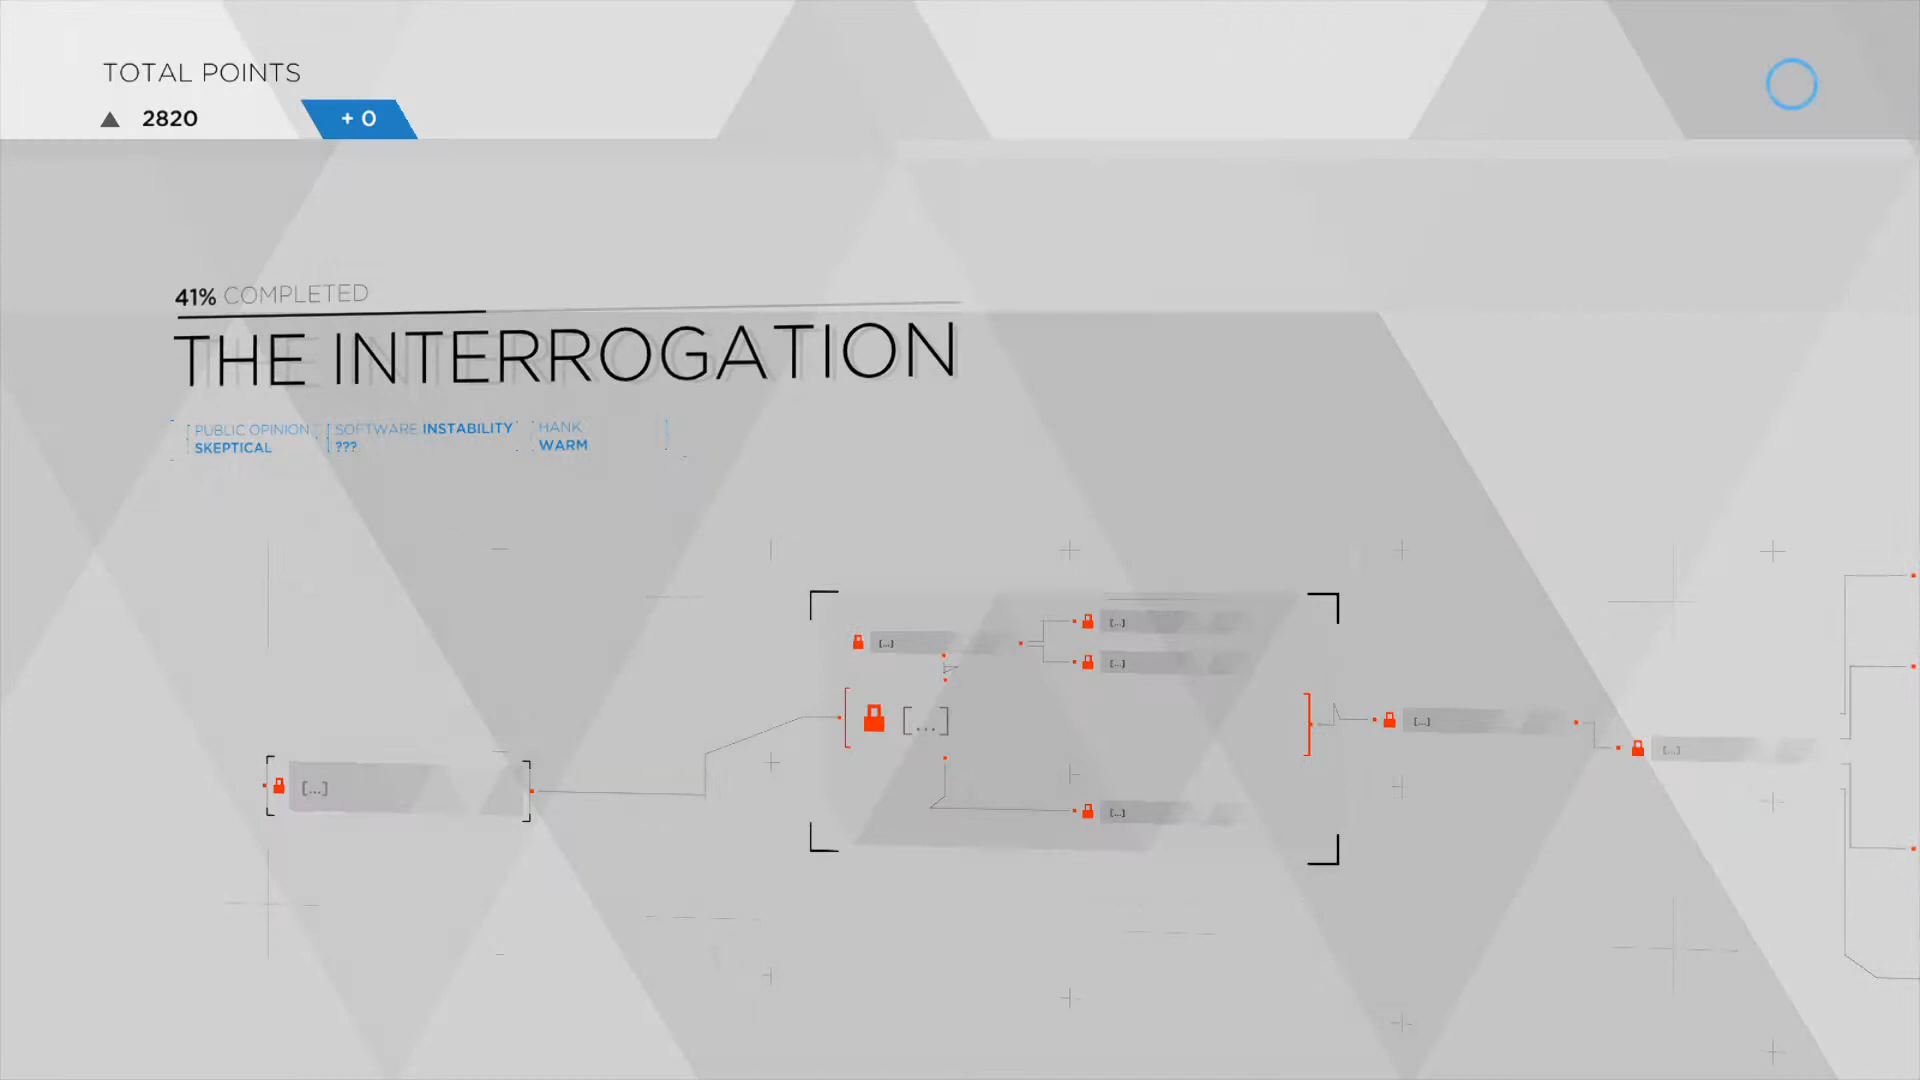 TOTAL POINTS
2820
+ 0
41% COMPLETED
THE INTERROGATION
PUBLIC OPINION
SKEPTICAL
SOFTWARE INSTABILITY
???
HANK
WARM
[...]
[...]
[...]
[...]
[...]
[...]
[...]
[...]